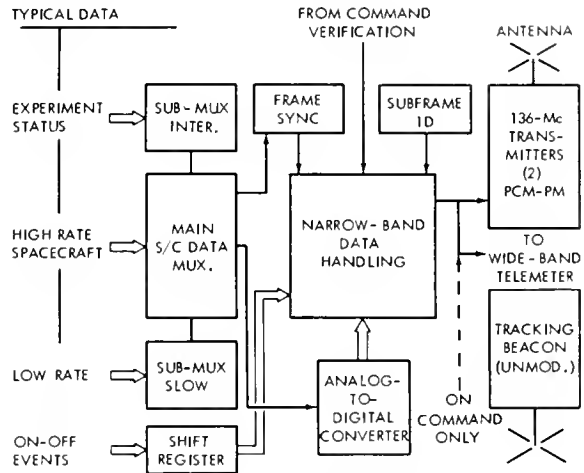 TYPICAL DATA
FROM COMMAND
VERIFICATION
ANTENNA
EXPERIMENT
STATUS
SUB-MUX
INTER.
FRAME
SYNC
SUBFRAME
ID
136-Mc
TRANS-
MITTERS
(2)
PCM-PM
HIGH RATE
SPACECRAFT
MAIN
S/C DATA
MUX.
NARROW-BAND
DATA
HANDLING
TO
WIDE-BAND
TELEMETER
LOW RATE
SUB-MUX
SLOW
ANALOG-
TO-
DIGITAL
CONVERTER
ON
COMMAND
ONLY
TRACKING
BEACON
(UNMOD.)
ON-OFF
EVENTS
SHIFT
REGISTER